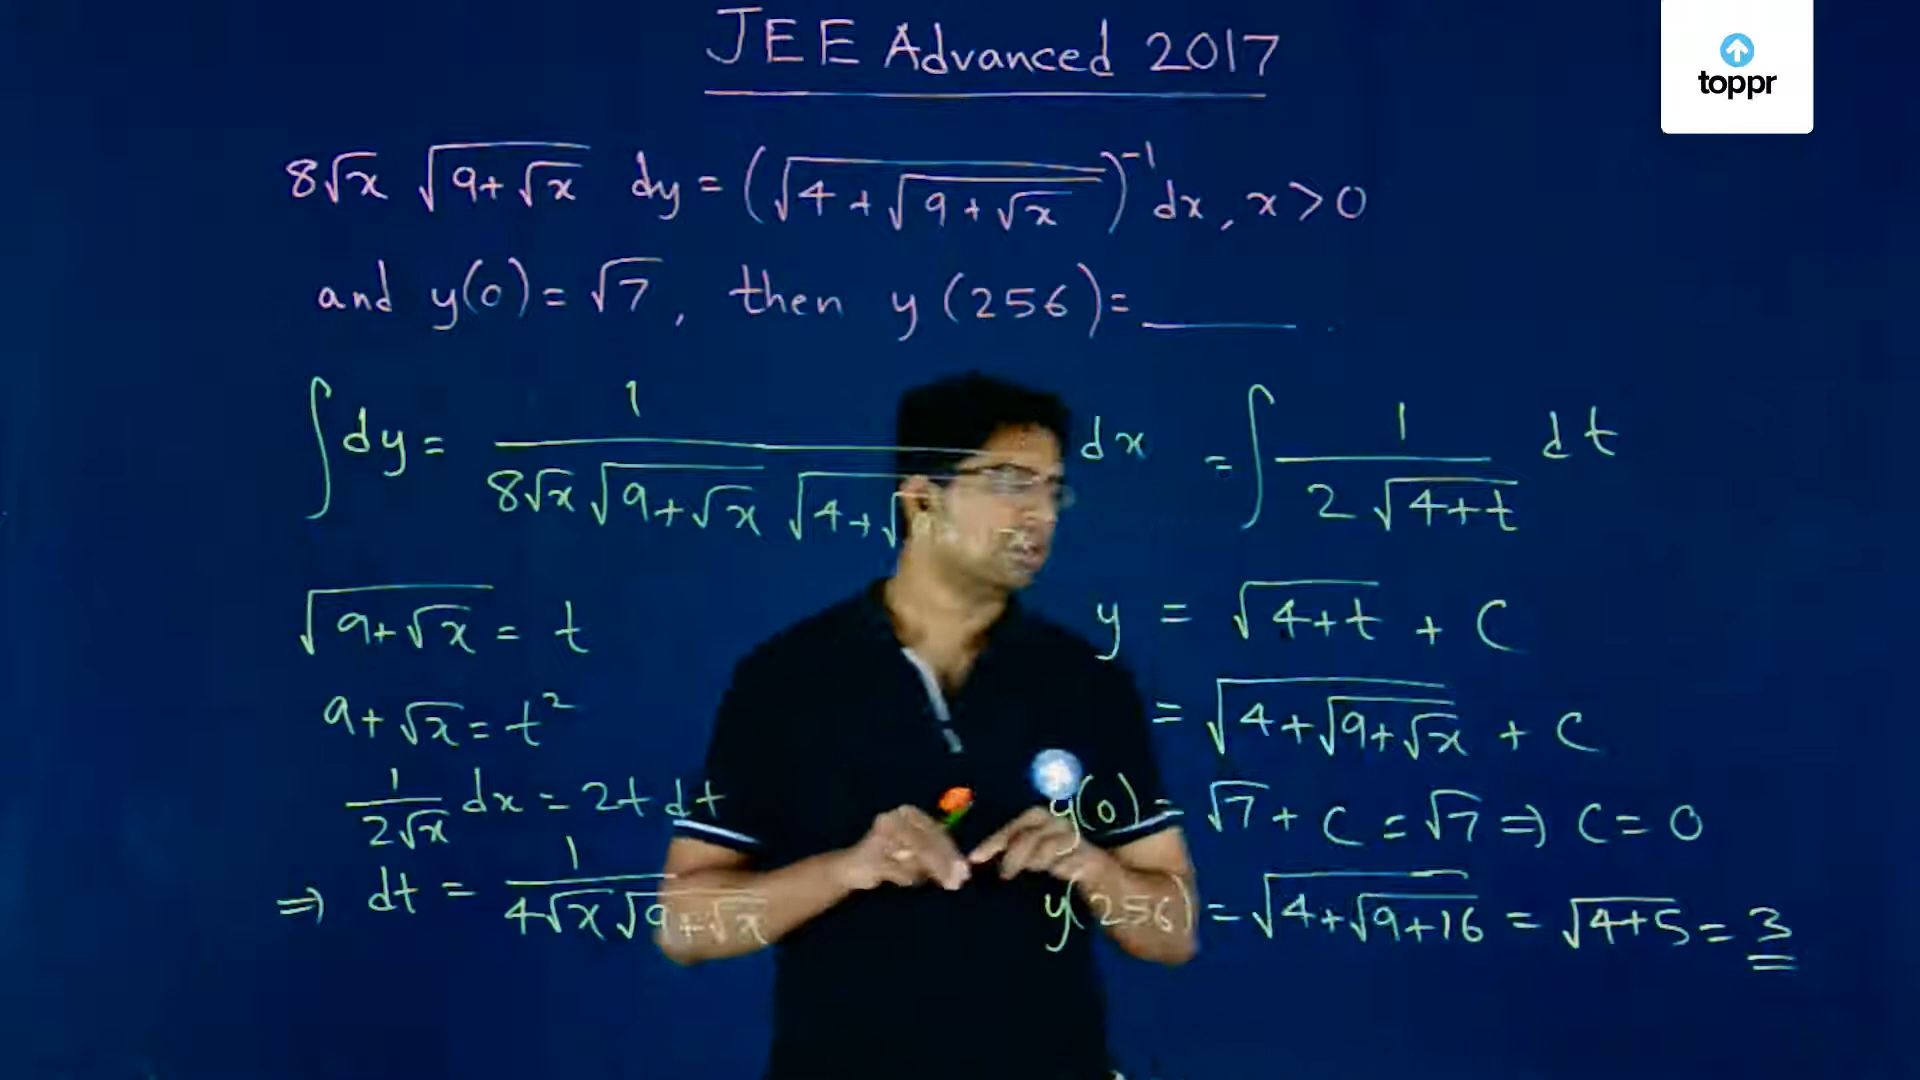 JEE Advanced 2017
toppr
8√x √(9+√x) dy = (√(4+√(9+√x)))⁻¹ dx, x > 0
and y(0) = √7, then y(256) = ______
∫dy = 1/(8√x √(9+√x) √(4+√ dx = ∫ 1/(2√(4+t)) dt
√(9+√x) = t
9+√x = t²
1/(2√x) dx = 2t dt
⇒ dt = 1/(4√x √(9+√x))
y = √(4+t) + C
= √(4+√(9+√x)) + C
y(0) = √7 + C = √7 ⇒ C = 0
y(256) = √(4+√(9+16)) = √(4+5) = 3